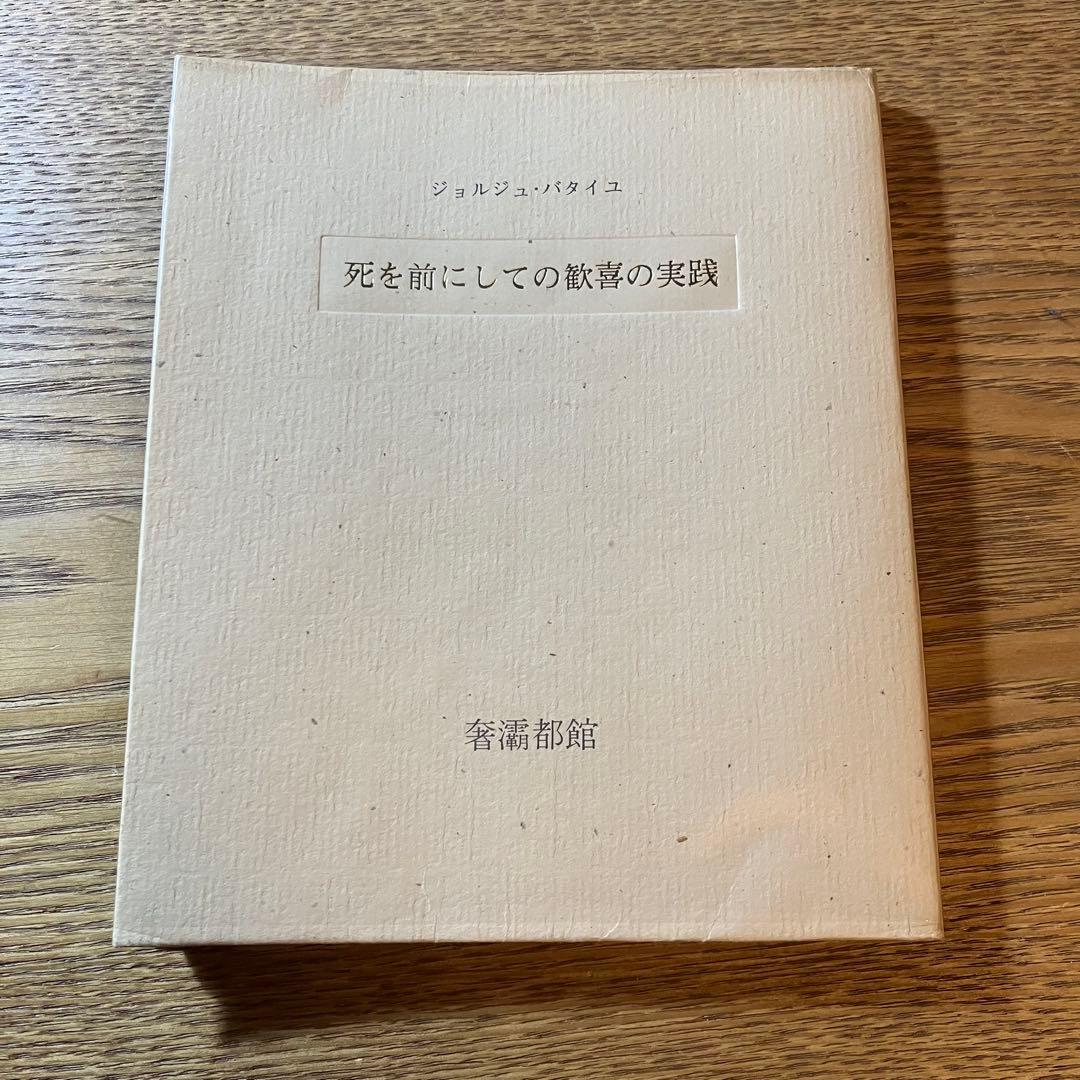 ジョルジュ・バタイユ
死を前にしての歓喜の実践
奢灞都館